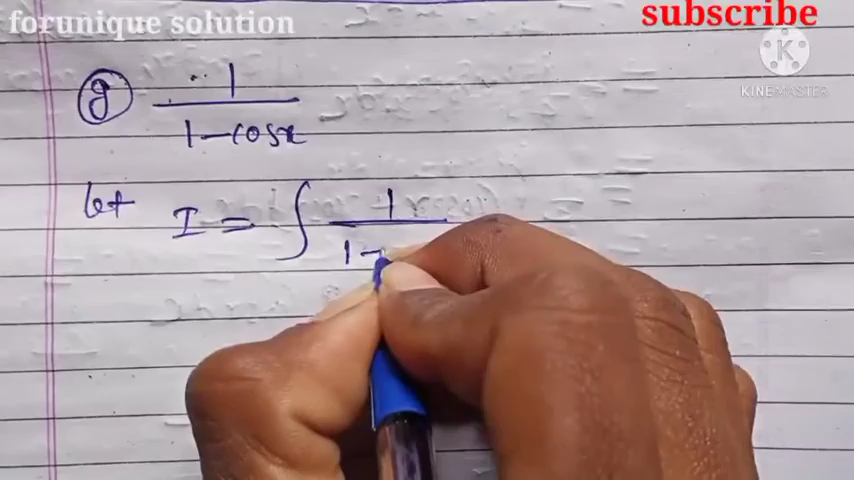 forunique solution
subscribe
KINEMASTER
g 1
1-cosx
let I = ∫ 1
1-